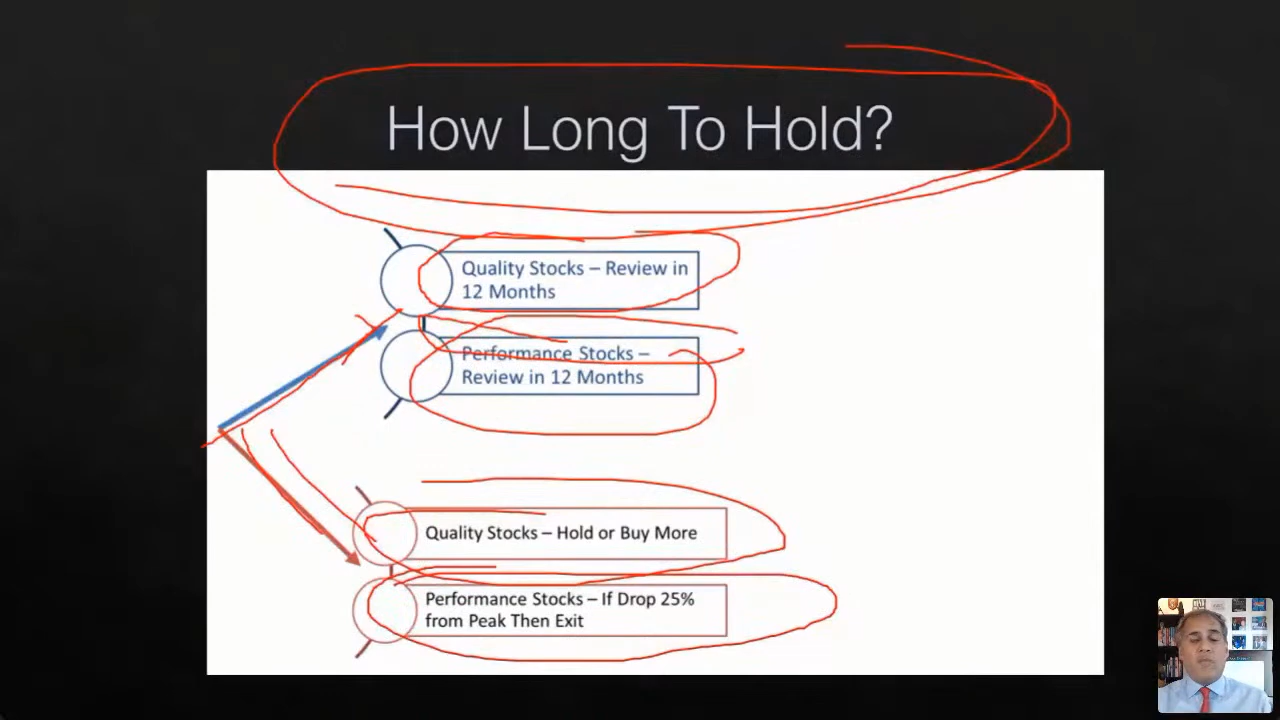 How Long To Hold?
Quality Stocks – Review in
12 Months
Performance Stocks –
Review in 12 Months
Quality Stocks – Hold or Buy More
Performance Stocks – If Drop 25%
from Peak Then Exit